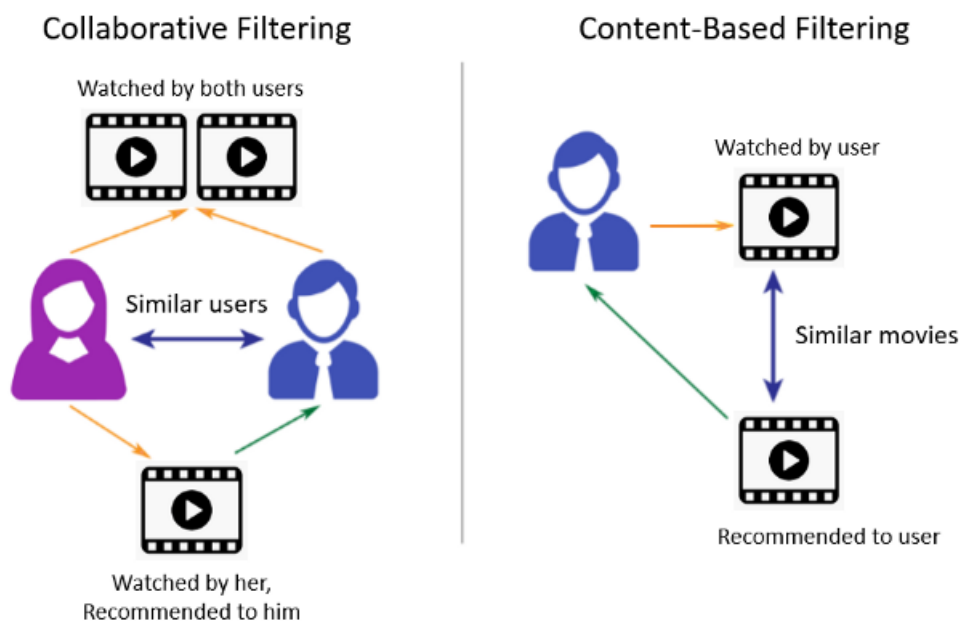 Collaborative Filtering
Watched by both users
Similar users
Watched by her,
Recommended to him
Content-Based Filtering
Watched by user
Similar movies
Recommended to user